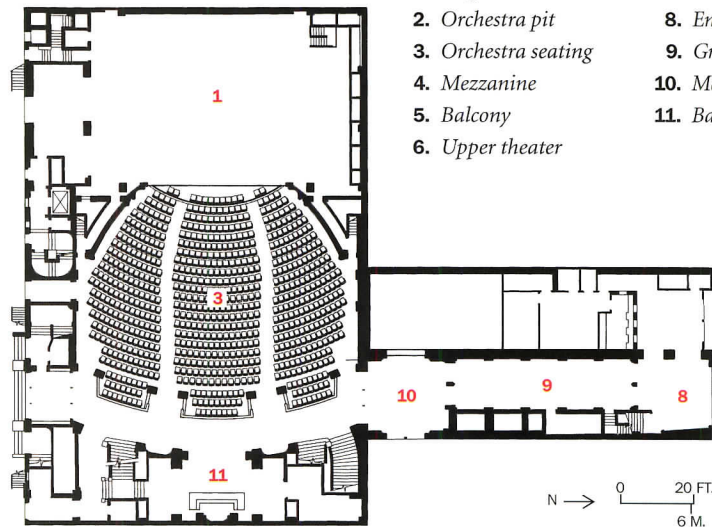 2. Orchestra pit
3. Orchestra seating
4. Mezzanine
5. Balcony
6. Upper theater
8.
9.
10.
11.
1
3
10
9
8
11
N
0 20 FT.
6 M.